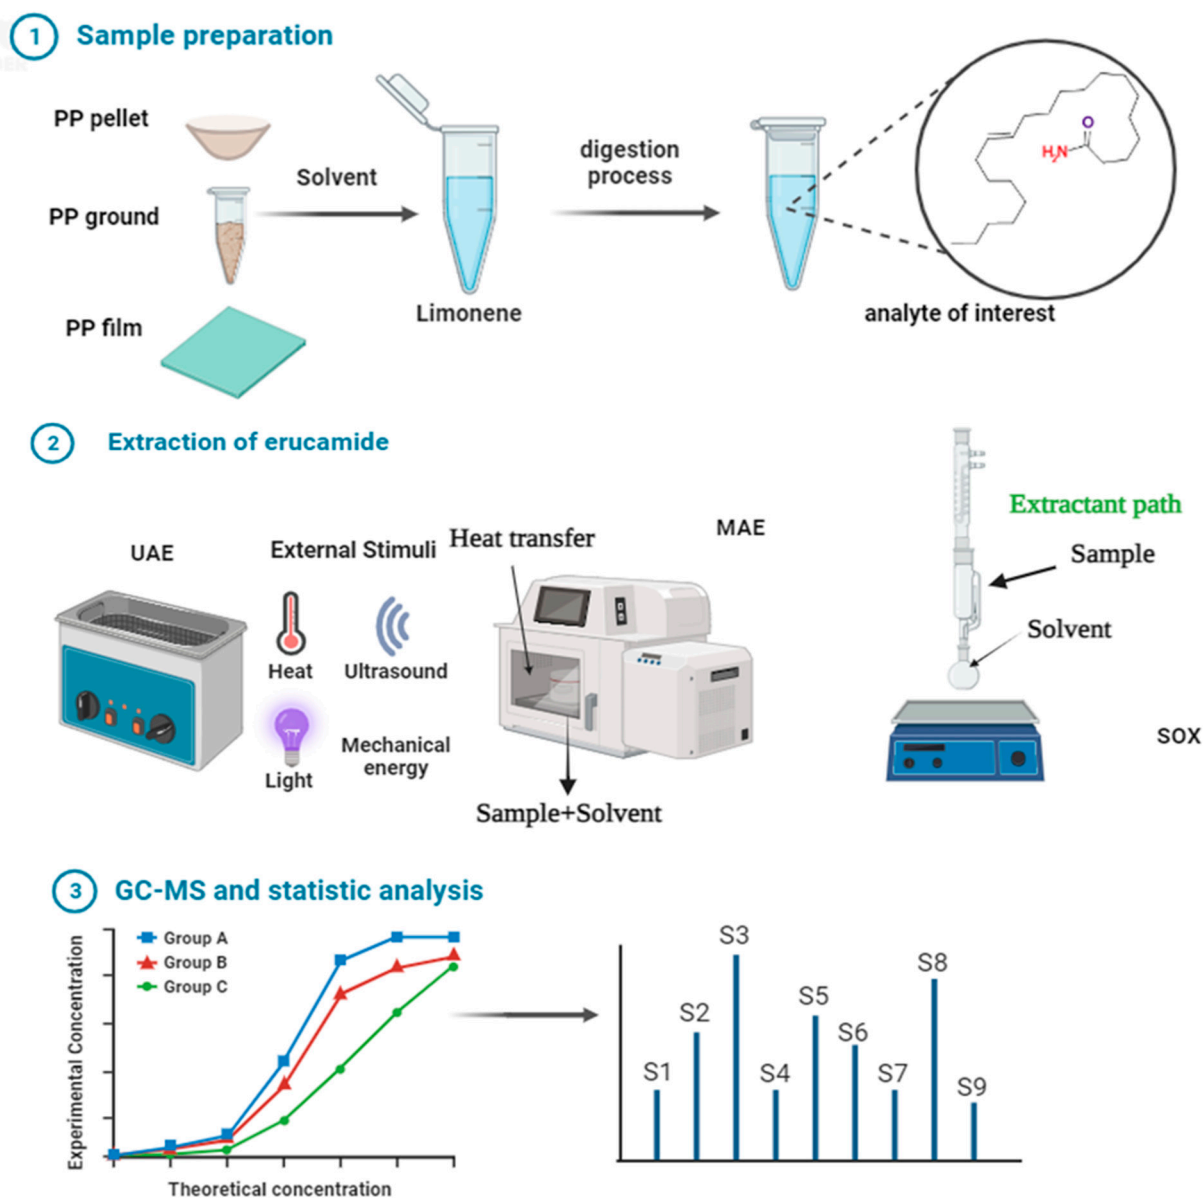 1 Sample preparation
PP pellet
PP ground
PP film
Solvent
Limonene
digestion
process
O
H2N
analyte of interest
2 Extraction of erucamide
UAE
External Stimuli
Heat
Ultrasound
Light
Mechanical
energy
Heat transfer
MAE
Sample+Solvent
Extractant path
Sample
Solvent
SOX
3 GC-MS and statistic analysis
Experimental Concentration
Group A
Group B
Group C
Theoretical concentration
S1
S2
S3
S4
S5
S6
S7
S8
S9